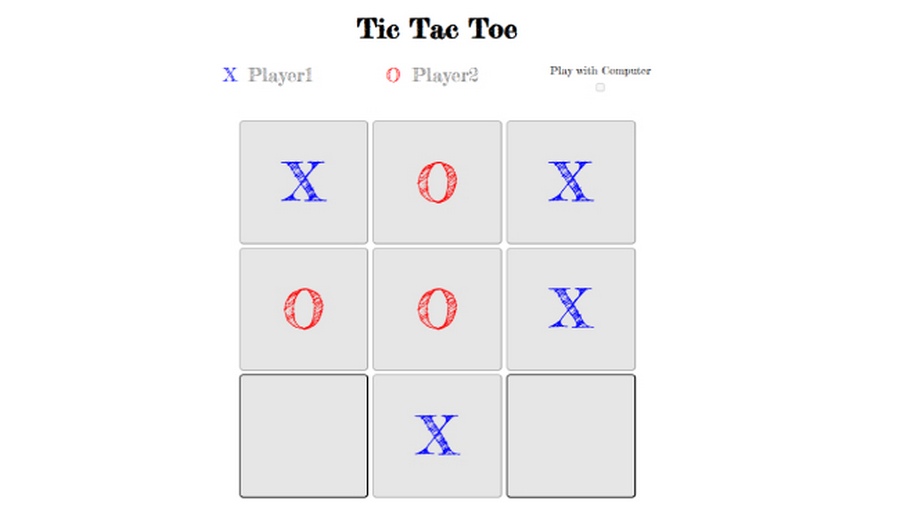 Tic Tac Toe
X Player1 O Player2 Play with Computer
X O X
O O X
X